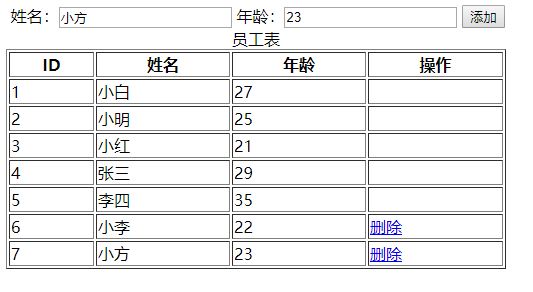 姓名：小方 年龄：23 添加
员工表
ID 姓名 年龄 操作
1 小白 27
2 小明 25
3 小红 21
4 张三 29
5 李四 35
6 小李 22 删除
7 小方 23 删除